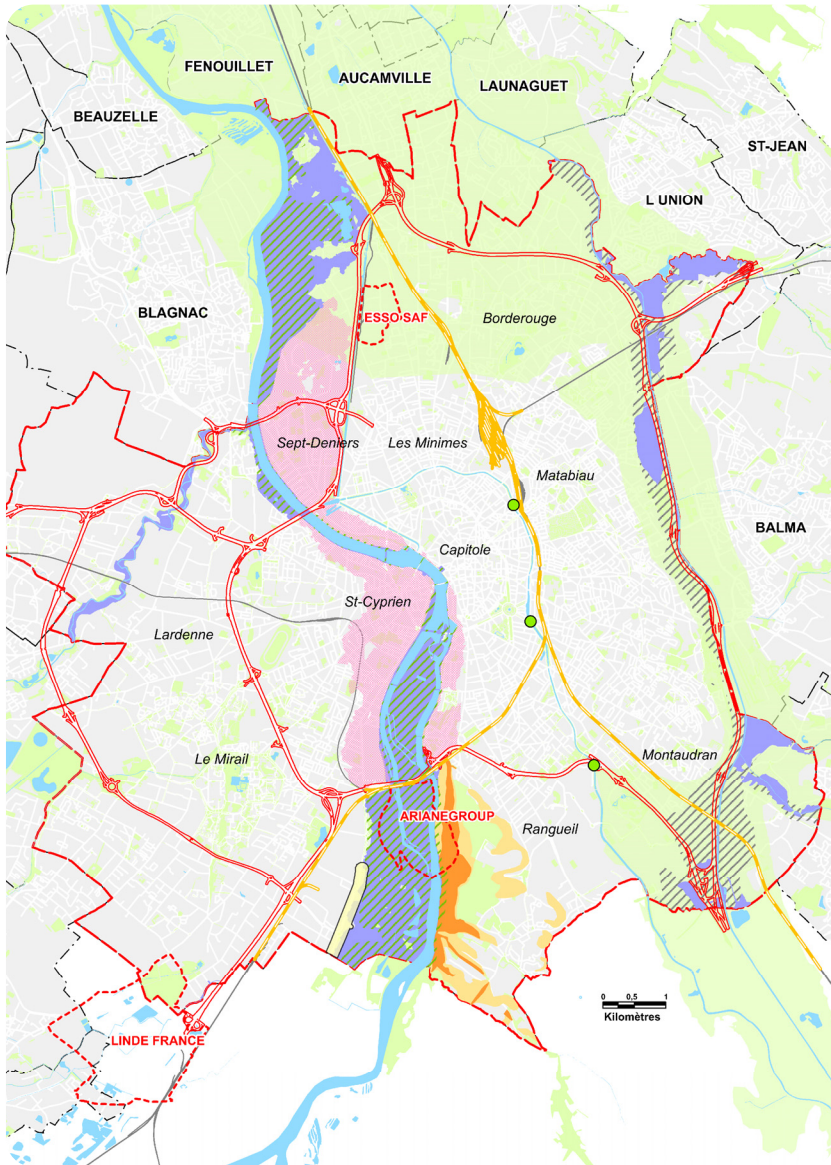 FENOUILLET
AUCAMVILLE
LAUNAGUET
BEAUZELLE
ST-JEAN
L UNION
BLAGNAC
ESSO SAF
Borderouge
Sept-Deniers
Les Minimes
Matabiau
BALMA
Capitole
St-Cyprien
Lardenne
Le Mirail
Montaudran
ARIANEGROUP
Rangueil
0 0,5 1
Kilomètres
LINDE FRANCE